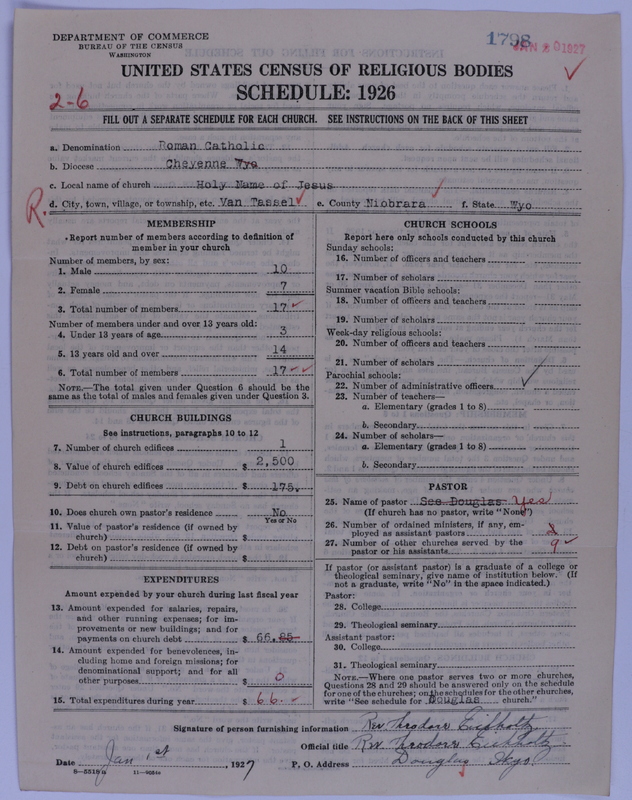 DEPARTMENT OF COMMERCE
BUREAU OF THE CENSUS
WASHINGTON
1798
JAN 20 1927
UNITED STATES CENSUS OF RELIGIOUS BODIES
SCHEDULE: 1926
2-6
FILL OUT A SEPARATE SCHEDULE FOR EACH CHURCH. SEE INSTRUCTIONS ON THE BACK OF THIS SHEET
a. Denomination Roman Catholic
b. Diocese Cheyenne Wyo
c. Local name of church Holy Name of Jesus
R.
d. City, town, village, or township, etc. Van Tassel e. County Niobrara f. State Wyo
MEMBERSHIP
Report number of members according to definition of
member in your church
Number of members, by sex:
1. Male 10
2. Female 7
3. Total number of members 17
Number of members under and over 13 years old:
4. Under 13 years of age 3
5. 13 years old and over 14
6. Total number of members 17
NOTE.—The total given under Question 6 should be the
same as the total of males and females given under Question 3.
CHURCH BUILDINGS
See instructions, paragraphs 10 to 12
7. Number of church edifices 1
8. Value of church edifices $ 2,500
9. Debt on church edifices $ 175.
10. Does church own pastor's residence No
Yes or No
11. Value of pastor's residence (if owned by
church) $
12. Debt on pastor's residence (if owned by
church) $
EXPENDITURES
Amount expended by your church during last fiscal year
13. Amount expended for salaries, repairs,
and other running expenses; for im-
provements or new buildings; and for
payments on church debt $ 66.25
14. Amount expended for benevolences, in-
cluding home and foreign missions; for
denominational support; and for all
other purposes $ 0
15. Total expenditures during year $ 66.-
CHURCH SCHOOLS
Report here only schools conducted by this church
Sunday schools:
16. Number of officers and teachers
17. Number of scholars
Summer vacation Bible schools:
18. Number of officers and teachers
19. Number of scholars
Week-day religious schools:
20. Number of officers and teachers
21. Number of scholars
Parochial schools:
22. Number of administrative officers
23. Number of teachers—
a. Elementary (grades 1 to 8)
b. Secondary
24. Number of scholars—
a. Elementary (grades 1 to 8)
b. Secondary
PASTOR
25. Name of pastor See Douglas Yes
(If church has no pastor, write "None")
26. Number of ordained ministers, if any, em-
ployed as assistant pastors
27. Number of other churches served by the
pastor or his assistants 9
If pastor (or assistant pastor) is a graduate of a college or
theological seminary, give name of institution below. (If
not a graduate, write "No" in the space indicated.)
Pastor:
28. College
29. Theological seminary
Assistant pastor:
30. College
31. Theological seminary
NOTE.—Where one pastor serves two or more churches,
Questions 28 and 29 should be answered only on the schedule
for one of the churches; on the schedules for the other churches,
write "See schedule for Douglas church."
Signature of person furnishing information Rev
Official title Rev
Date Jan 1st, 1927 P. O. Address Douglas Wyo.
8-5518a 11-9051a